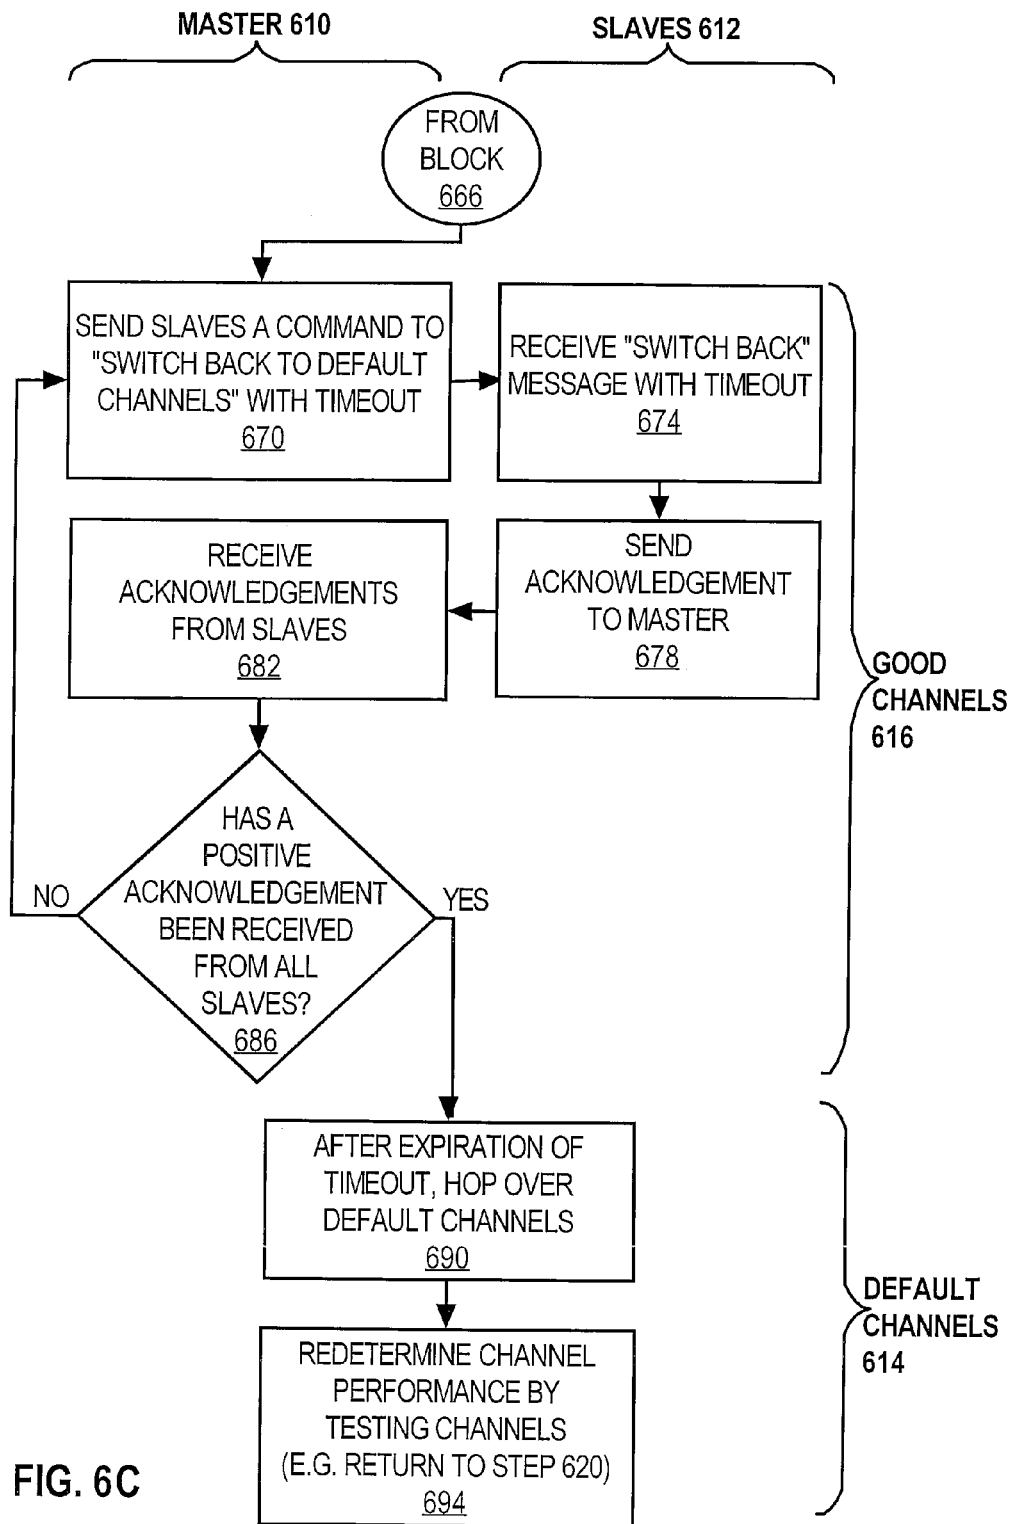 MASTER 610
SLAVES 612
FROM
BLOCK
666
SEND SLAVES A COMMAND TO
"SWITCH BACK TO DEFAULT
CHANNELS" WITH TIMEOUT
670
RECEIVE "SWITCH BACK"
MESSAGE WITH TIMEOUT
674
RECEIVE
ACKNOWLEDGEMENTS
FROM SLAVES
682
SEND
ACKNOWLEDGEMENT
TO MASTER
678
GOOD
CHANNELS
616
HAS A
POSITIVE
ACKNOWLEDGEMENT
BEEN RECEIVED
FROM ALL
SLAVES?
686
NO
YES
AFTER EXPIRATION OF
TIMEOUT, HOP OVER
DEFAULT CHANNELS
690
DEFAULT
CHANNELS
614
REDETERMINE CHANNEL
PERFORMANCE BY
TESTING CHANNELS
(E.G. RETURN TO STEP 620)
694
FIG. 6C